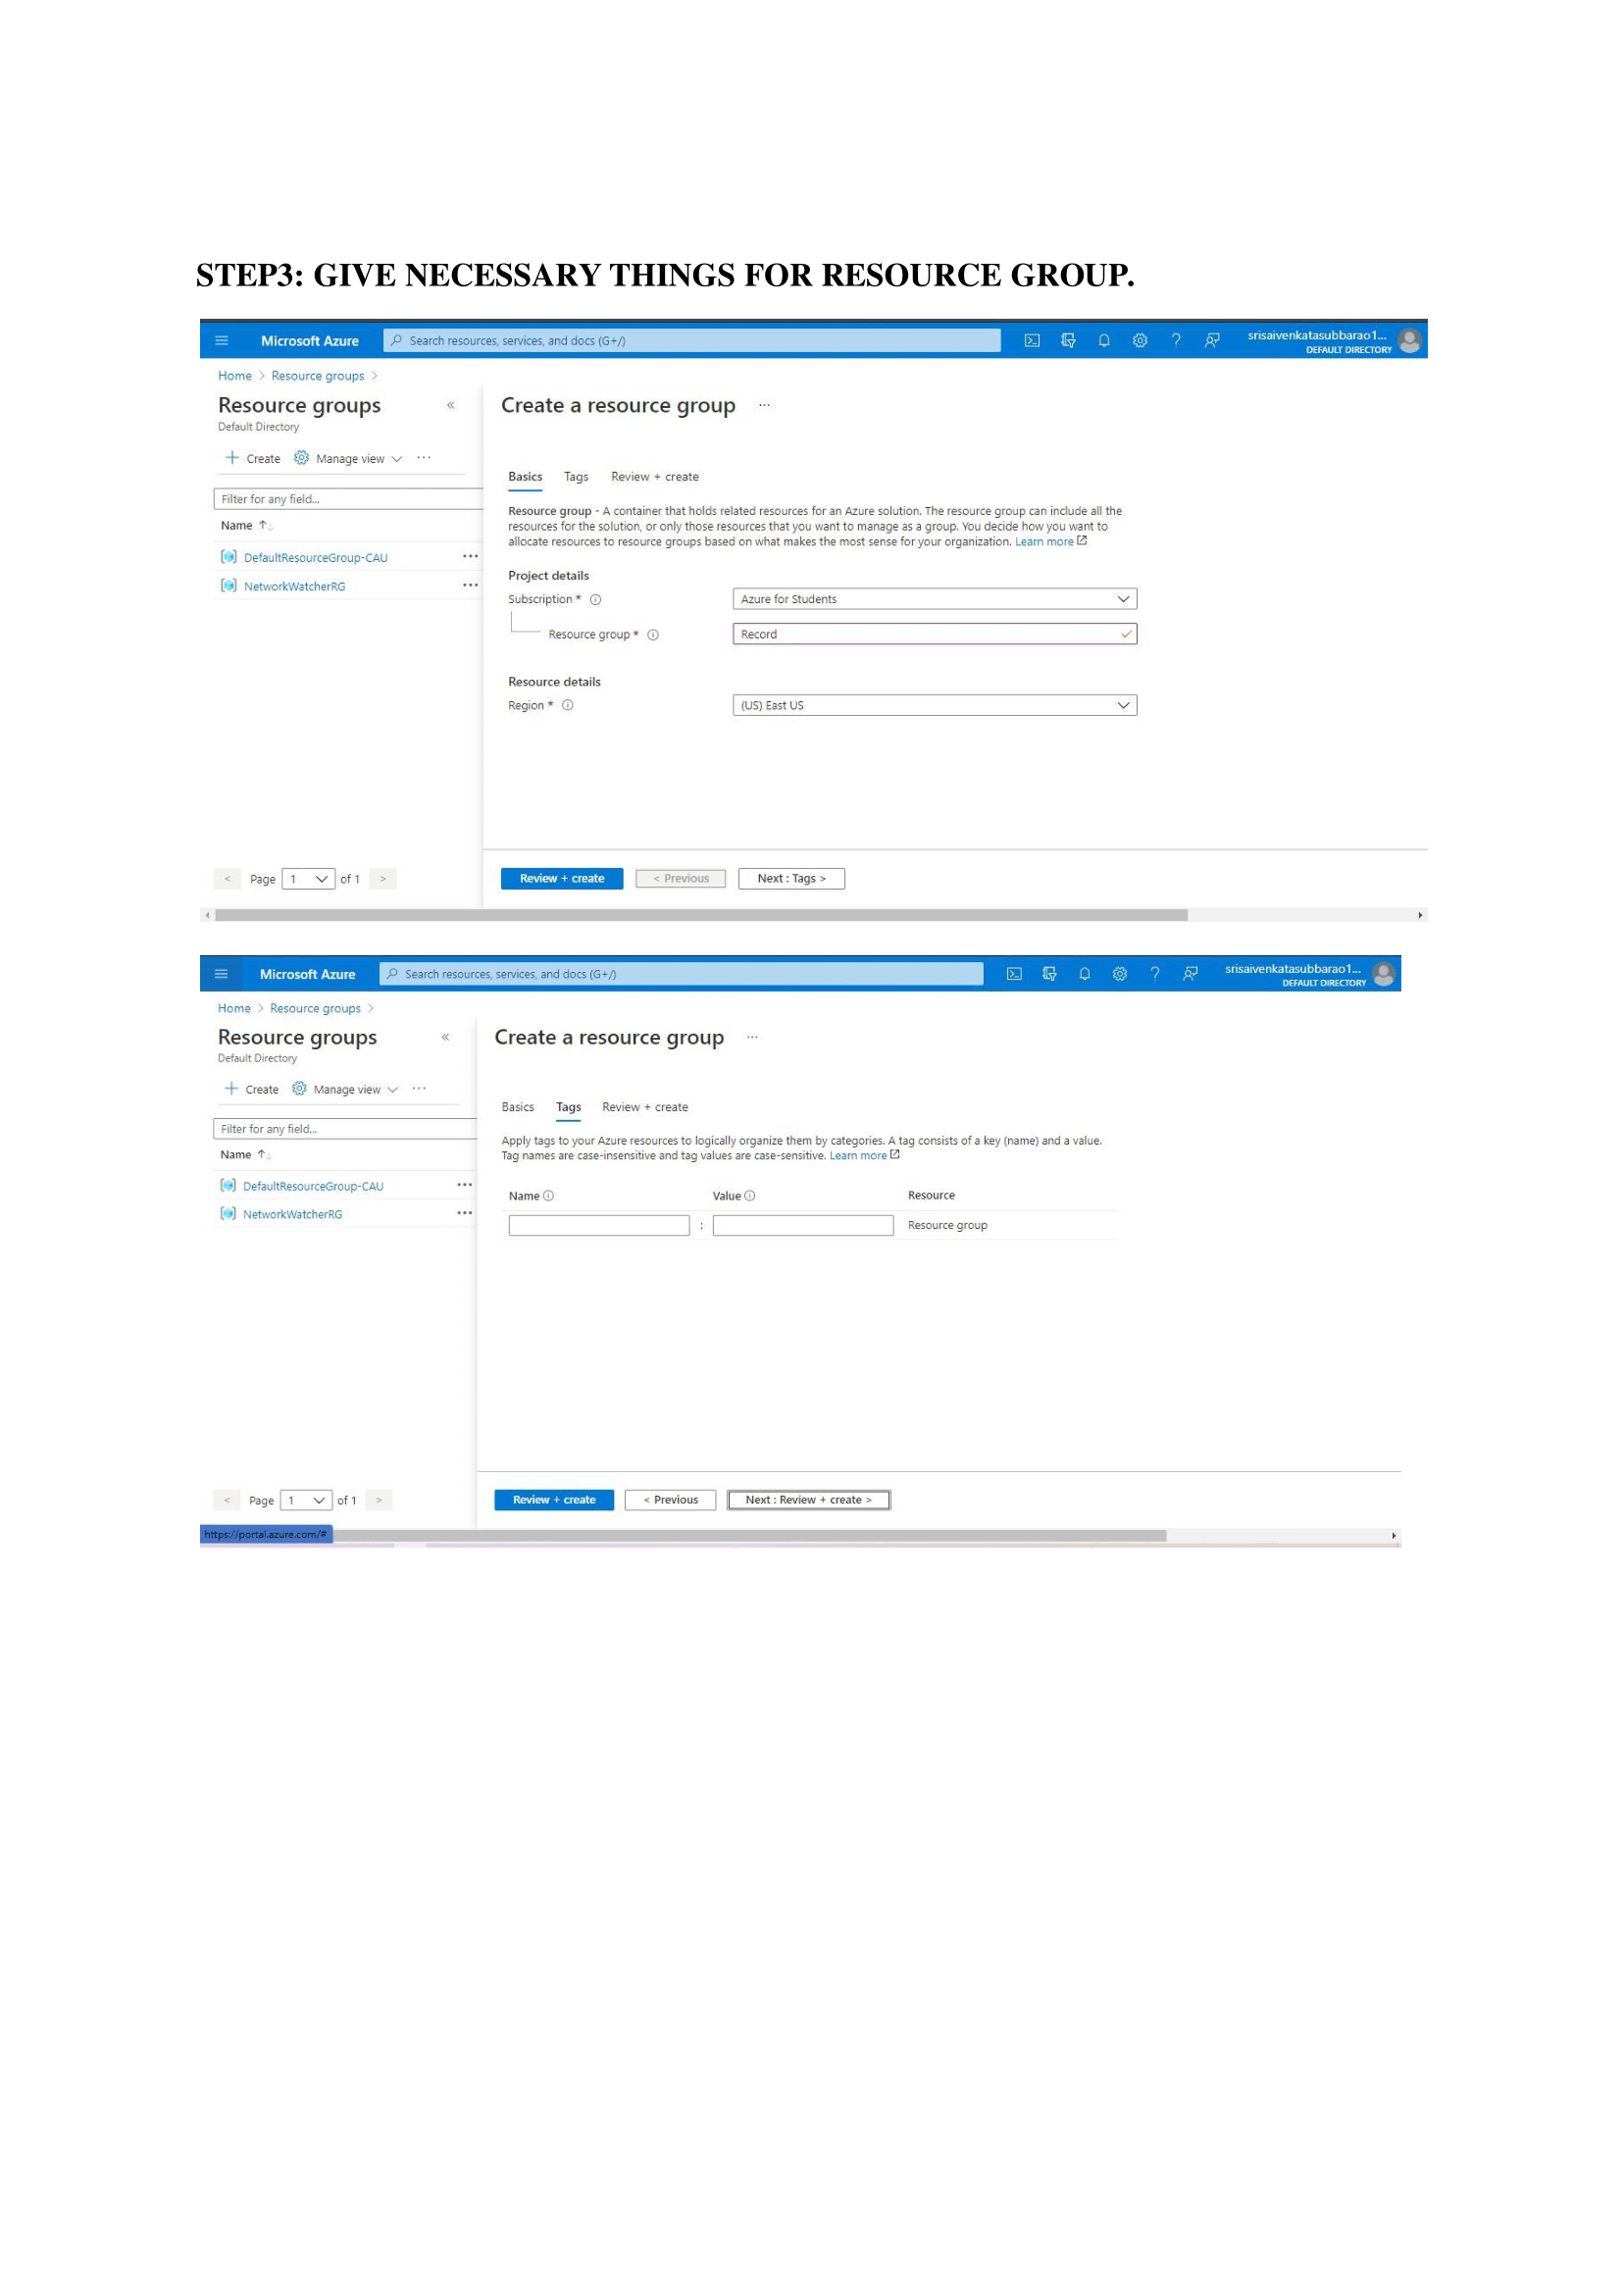 STEP3: GIVE NECESSARY THINGS FOR RESOURCE GROUP.
Microsoft Azure
Search resources, services, and docs (G+/)
srisaivenkatasubbarao1...
DEFAULT DIRECTORY
Home > Resource groups >
Resource groups
Default Directory
+ Create Manage view ...
Filter for any field...
Name ↑↓
DefaultResourceGroup-CAU ...
NetworkWatcherRG ...
< Page 1 of 1 >
Create a resource group ...
Basics Tags Review + create
Resource group - A container that holds related resources for an Azure solution. The resource group can include all the
resources for the solution, or only those resources that you want to manage as a group. You decide how you want to
allocate resources to resource groups based on what makes the most sense for your organization. Learn more
Project details
Subscription * Azure for Students
Resource group * Record
Resource details
Region * (US) East US
Review + create < Previous Next : Tags >
Microsoft Azure
Search resources, services, and docs (G+/)
srisaivenkatasubbarao1...
DEFAULT DIRECTORY
Home > Resource groups >
Resource groups
Default Directory
+ Create Manage view ...
Filter for any field...
Name ↑↓
DefaultResourceGroup-CAU ...
NetworkWatcherRG ...
< Page 1 of 1 >
Create a resource group ...
Basics Tags Review + create
Apply tags to your Azure resources to logically organize them by categories. A tag consists of a key (name) and a value.
Tag names are case-insensitive and tag values are case-sensitive. Learn more
Name Value Resource
: Resource group
Review + create < Previous Next : Review + create >
https://portal.azure.com/#